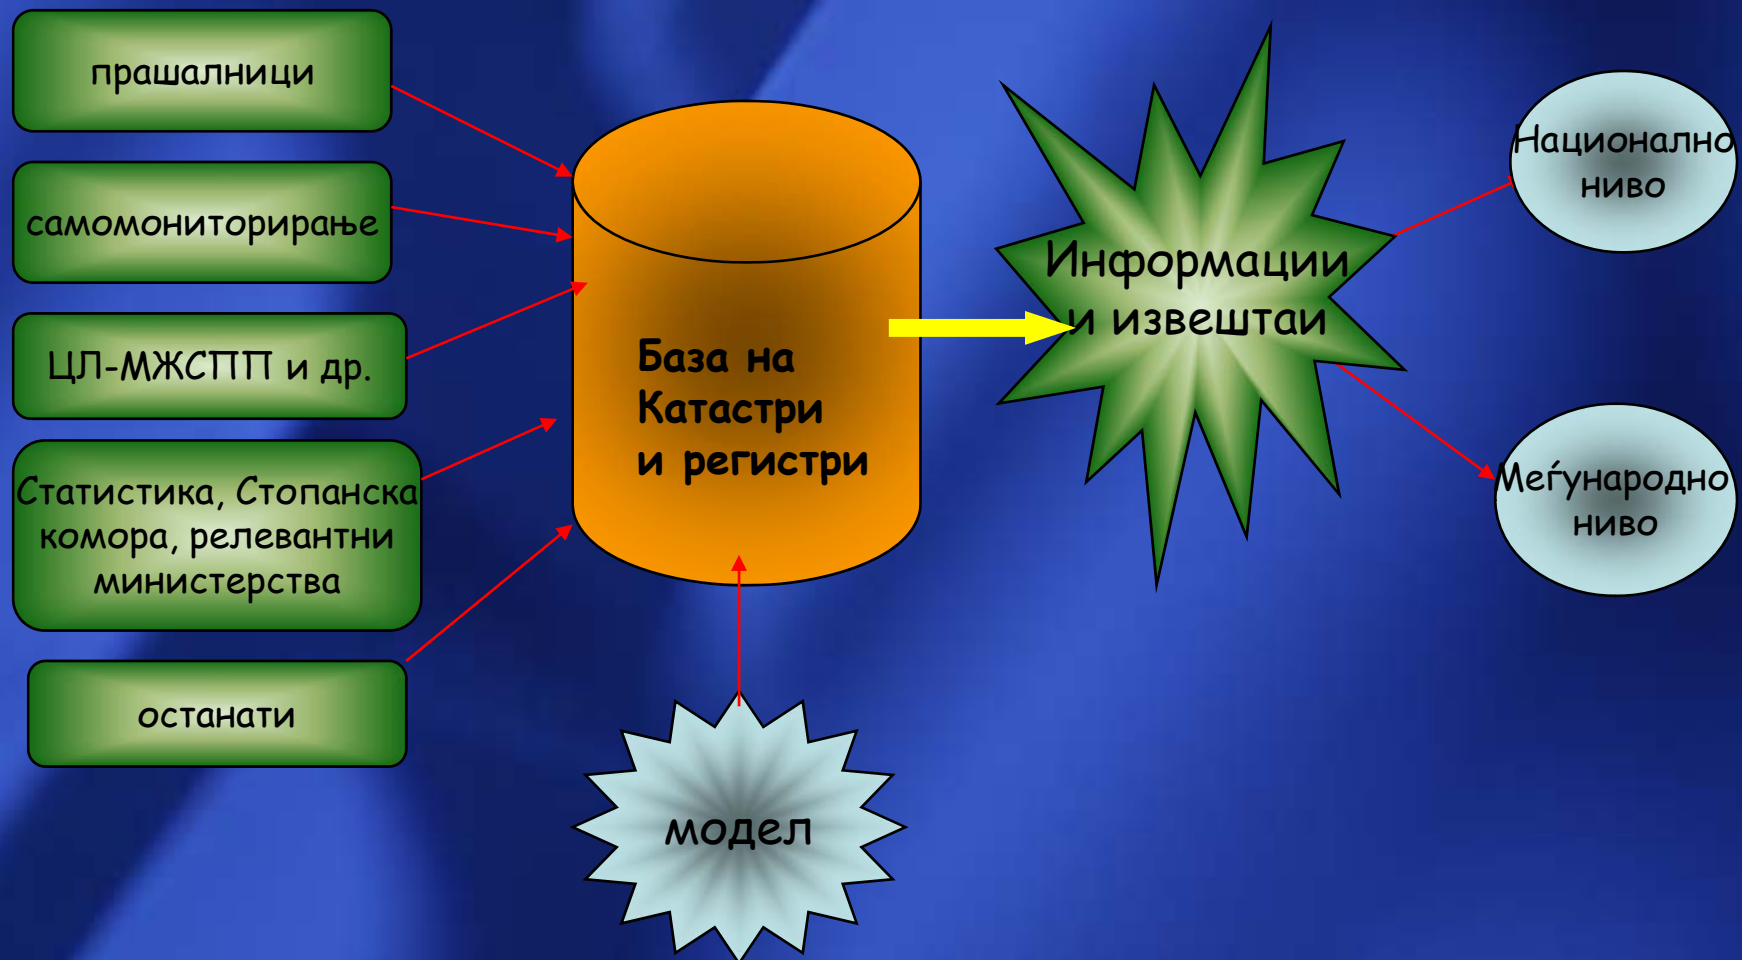 прашалници
самомониторирање
ЦЛ-МЖСПП и др.
Статистика, Стопанска
комора, релевантни
министерства
останати
База на
Катастри
и регистри
модел
Информации
и извештаи
Национално
ниво
Меѓународно
ниво